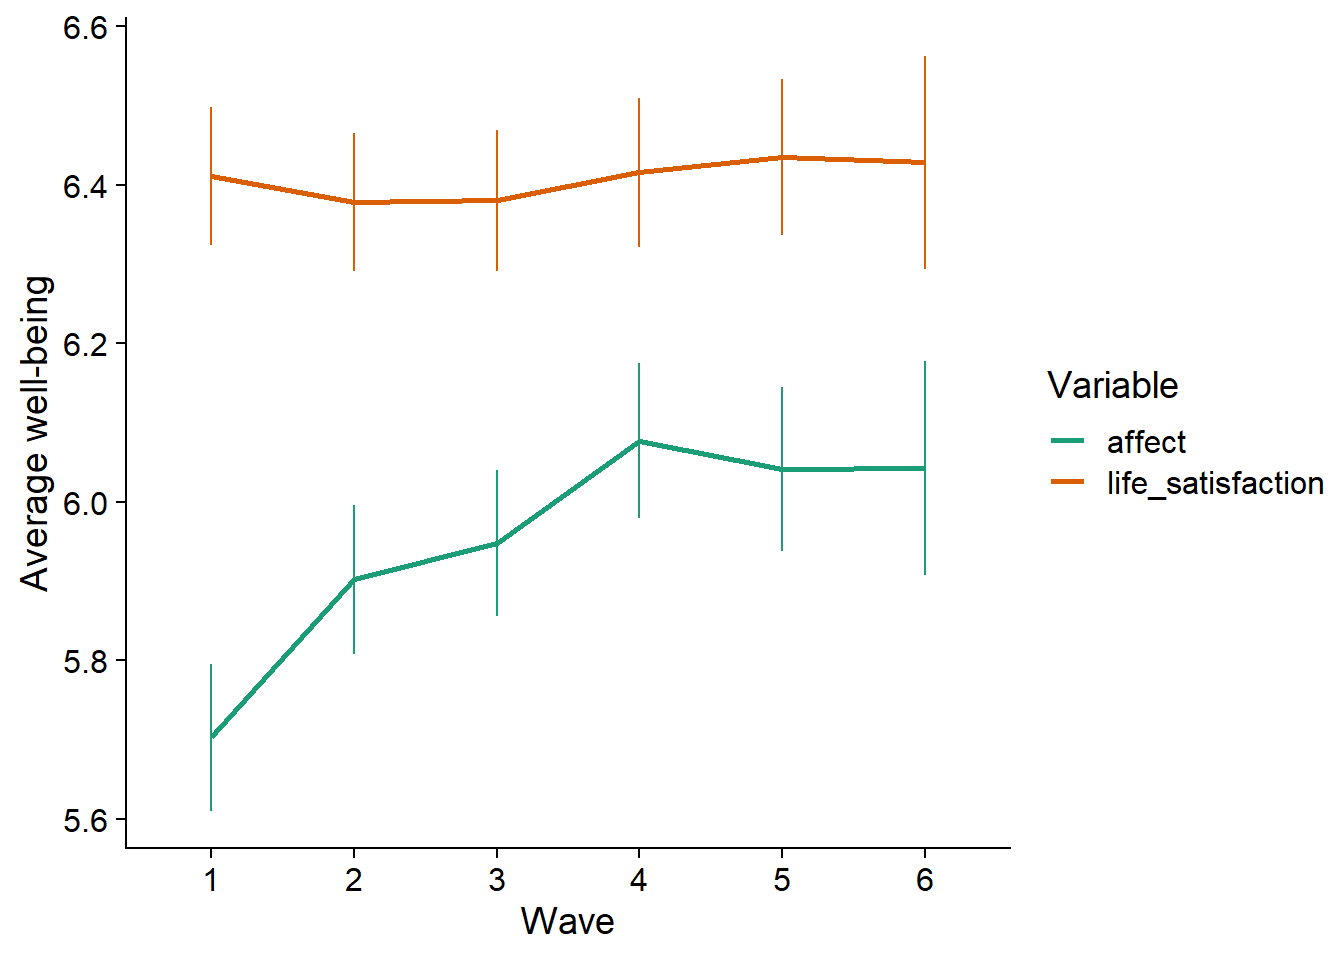 6.6
6.4
6.2
6.0
5.8
5.6
Average well-being
1 2 3 4 5 6
Wave
Variable
affect
life_satisfaction